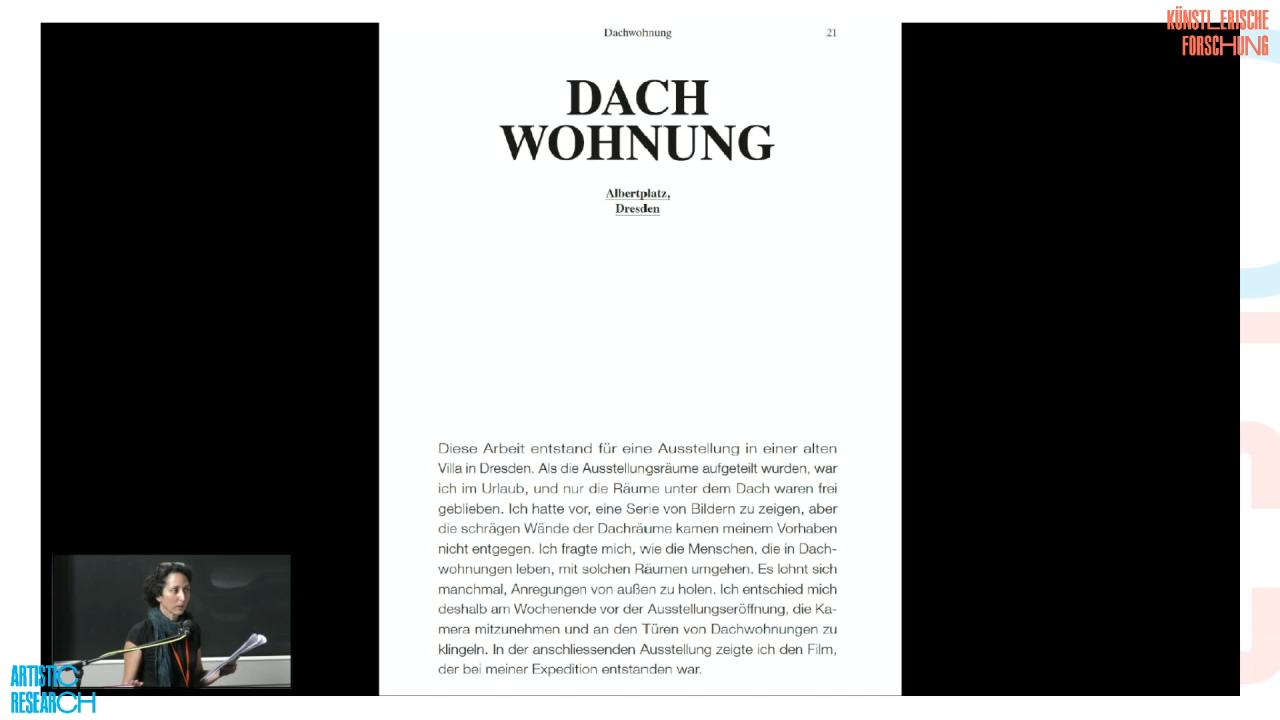 KÜNSTLERISCHE
FORSCHUNG
Dachwohnung 21
DACH
WOHNUNG
Albertplatz,
Dresden
Diese Arbeit entstand für eine Ausstellung in einer alten
Villa in Dresden. Als die Ausstellungsräume aufgeteilt wurden, war
ich im Urlaub, und nur die Räume unter dem Dach waren frei
geblieben. Ich hatte vor, eine Serie von Bildern zu zeigen, aber
die schrägen Wände der Dachräume kamen meinem Vorhaben
nicht entgegen. Ich fragte mich, wie die Menschen, die in Dach-
wohnungen leben, mit solchen Räumen umgehen. Es lohnt sich
manchmal, Anregungen von außen zu holen. Ich entschied mich
deshalb am Wochenende vor der Ausstellungseröffnung, die Ka-
mera mitzunehmen und an den Türen von Dachwohnungen zu
klingeln. In der anschliessenden Ausstellung zeigte ich den Film,
der bei meiner Expedition entstanden war.
ARTISTIC
RESEARCH